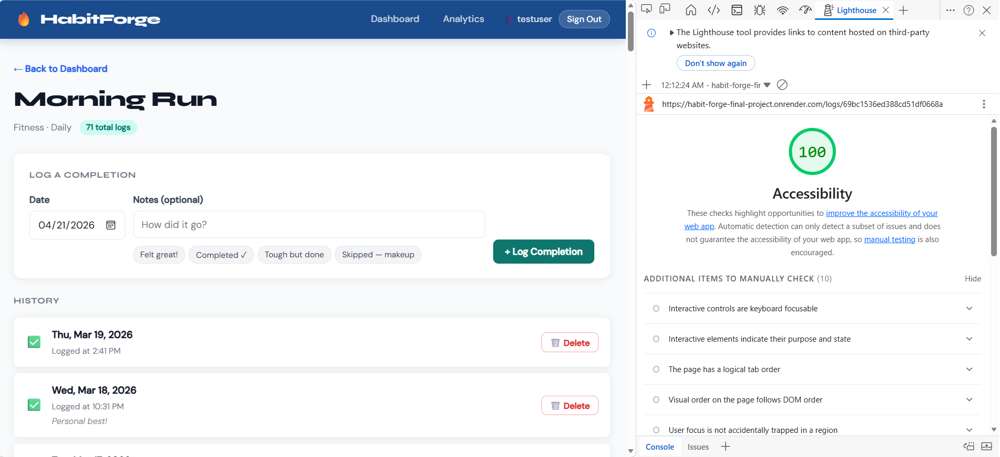 HabitForge
Dashboard
Analytics
testuser
Sign Out
← Back to Dashboard
Morning Run
Fitness · Daily
71 total logs
LOG A COMPLETION
Date
Notes (optional)
04/21/2026
How did it go?
Felt great!
Completed ✓
Tough but done
Skipped — makeup
+ Log Completion
HISTORY
Thu, Mar 19, 2026
Logged at 2:41 PM
Delete
Wed, Mar 18, 2026
Logged at 10:31 PM
Personal best!
Delete
Lighthouse
The Lighthouse tool provides links to content hosted on third-party
websites.
Don't show again
12:12:24 AM - habit-forge-fir
https://habit-forge-final-project.onrender.com/logs/69bc1536ed388cd51df0668a
100
Accessibility
These checks highlight opportunities to improve the accessibility of your
web app. Automatic detection can only detect a subset of issues and does
not guarantee the accessibility of your web app, so manual testing is also
encouraged.
ADDITIONAL ITEMS TO MANUALLY CHECK (10)
Hide
Interactive controls are keyboard focusable
Interactive elements indicate their purpose and state
The page has a logical tab order
Visual order on the page follows DOM order
User focus is not accidentally trapped in a region
Console
Issues